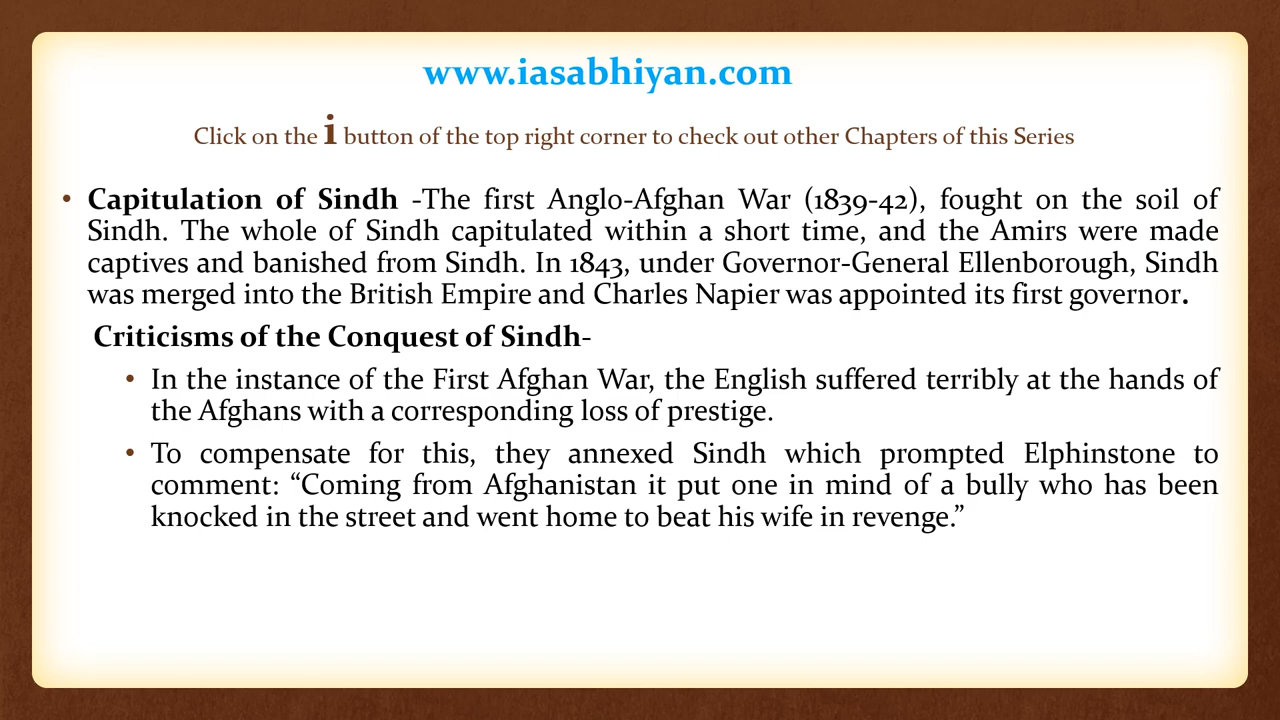 www.iasabhiyan.com
Click on the i button of the top right corner to check out other Chapters of this Series
• Capitulation of Sindh -The first Anglo-Afghan War (1839-42), fought on the soil of
Sindh. The whole of Sindh capitulated within a short time, and the Amirs were made
captives and banished from Sindh. In 1843, under Governor-General Ellenborough, Sindh
was merged into the British Empire and Charles Napier was appointed its first governor.
Criticisms of the Conquest of Sindh-
• In the instance of the First Afghan War, the English suffered terribly at the hands of
the Afghans with a corresponding loss of prestige.
• To compensate for this, they annexed Sindh which prompted Elphinstone to
comment: “Coming from Afghanistan it put one in mind of a bully who has been
knocked in the street and went home to beat his wife in revenge.”